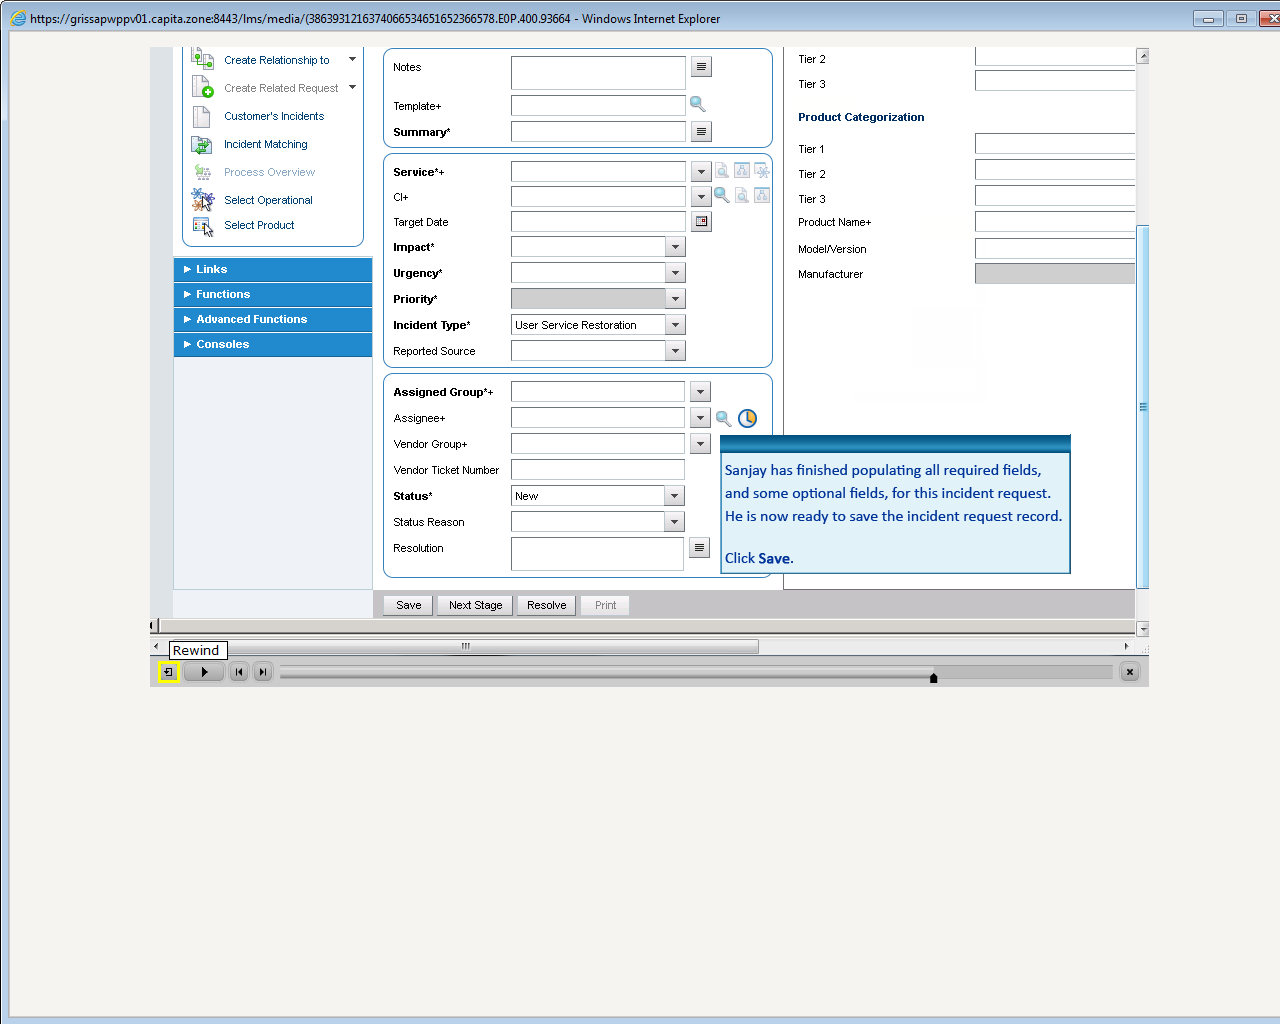 https://grissapwppv01.capita.zone:8443/lms/media/(3863931216374066534651652366578.E0P.400.93664 - Windows Internet Explorer
Create Relationship to
Create Related Request
Customer's Incidents
Incident Matching
Process Overview
Select Operational
Select Product
Links
Functions
Advanced Functions
Consoles
Notes
Template+
Summary*
Service*+
CI+
Target Date
Impact*
Urgency*
Priority*
Incident Type*
User Service Restoration
Reported Source
Assigned Group*+
Assignee+
Vendor Group+
Vendor Ticket Number
Status*
New
Status Reason
Resolution
Tier 2
Tier 3
Product Categorization
Tier 1
Tier 2
Tier 3
Product Name+
Model/Version
Manufacturer
Sanjay has finished populating all required fields,
and some optional fields, for this incident request.
He is now ready to save the incident request record.
Click Save.
Save
Next Stage
Resolve
Print
Rewind